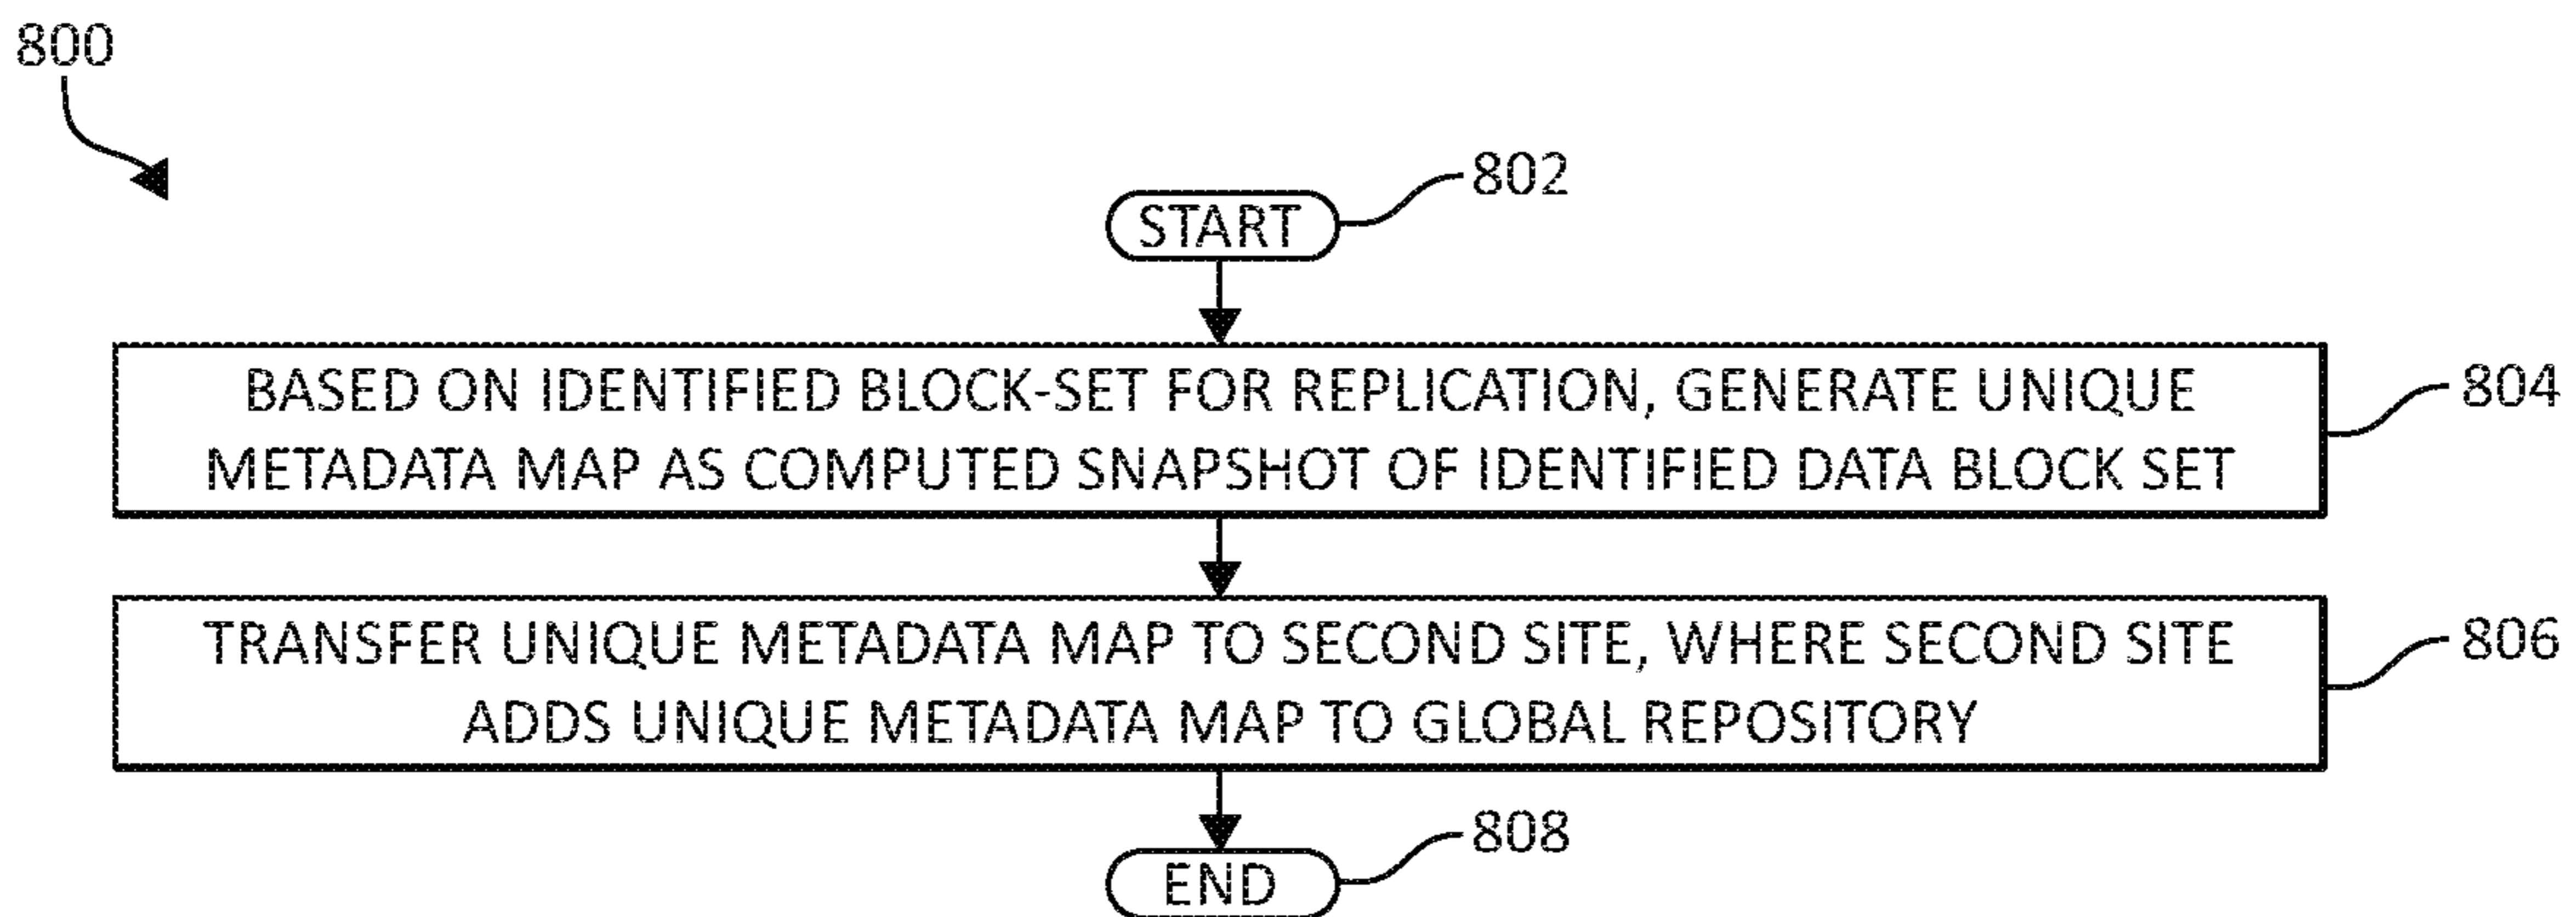 800
802
START
BASED ON IDENTIFIED BLOCK-SET FOR REPLICATION, GENERATE UNIQUE
METADATA MAP AS COMPUTED SNAPSHOT OF IDENTIFIED DATA BLOCK SET
804
TRANSFER UNIQUE METADATA MAP TO SECOND SITE, WHERE SECOND SITE
ADDS UNIQUE METADATA MAP TO GLOBAL REPOSITORY
806
808
END